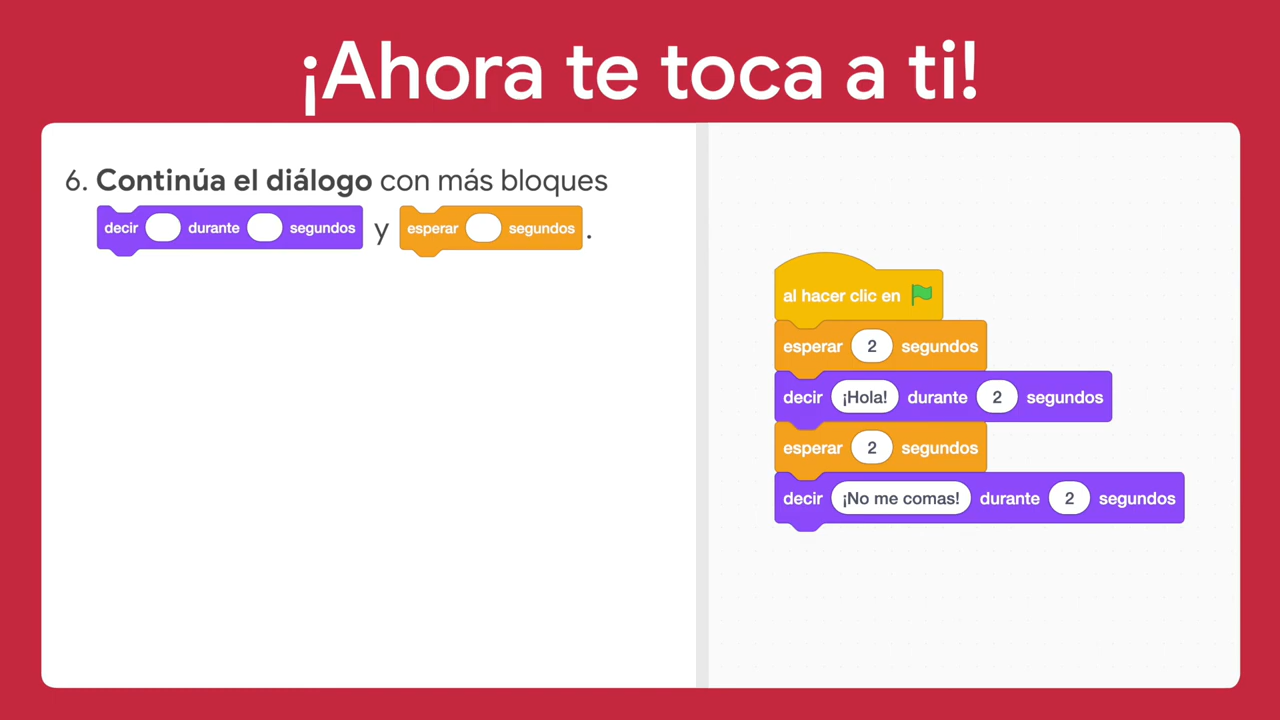 ¡Ahora te toca a ti!
6. Continúa el diálogo con más bloques
decir durante segundos y esperar segundos .
al hacer clic en
esperar 2 segundos
decir ¡Hola! durante 2 segundos
esperar 2 segundos
decir ¡No me comas! durante 2 segundos